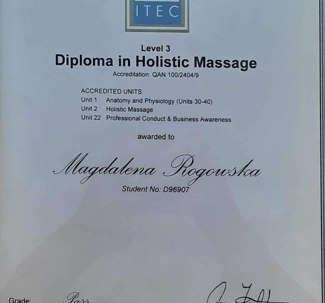 ITEC
Level 3
Diploma in Holistic Massage
Accreditation: QAN 100/2404/9
ACCREDITED UNITS
Unit 1 Anatomy and Physiology (Units 30-40)
Unit 2 Holistic Massage
Unit 22 Professional Conduct & Business Awareness
awarded to
Magdalena Rogowska
Student No: D96907
Grade: Pass